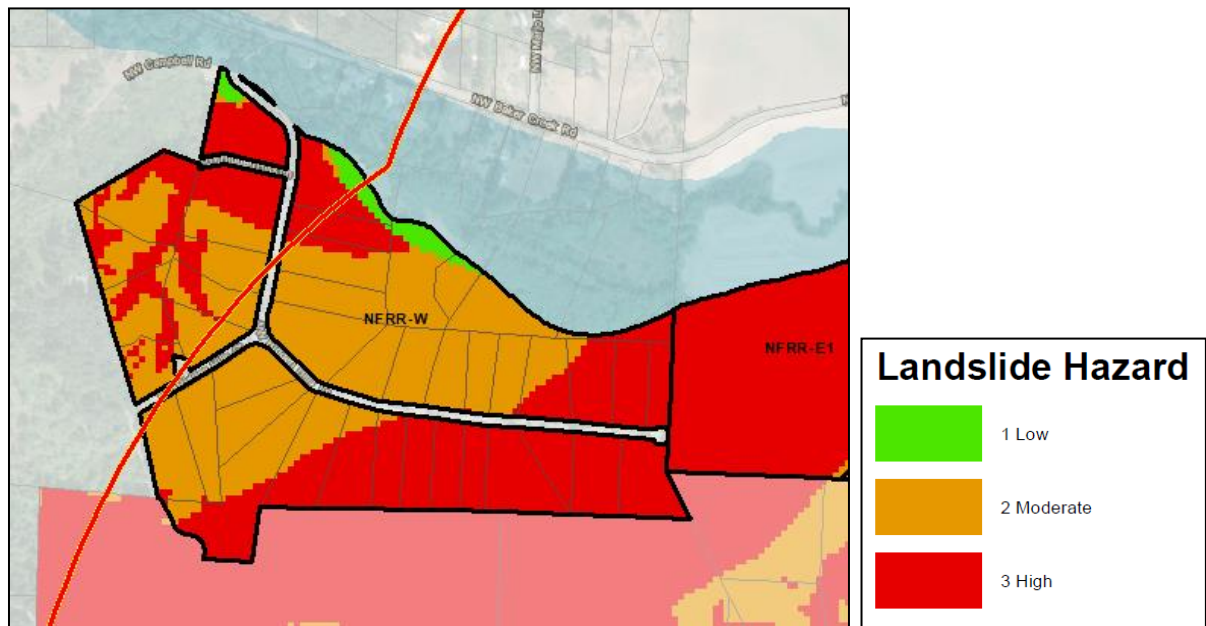 NW Campbell Rd
NW Baker Creek Rd
NFRR-W
NFRR-E1
Landslide Hazard
1 Low
2 Moderate
3 High